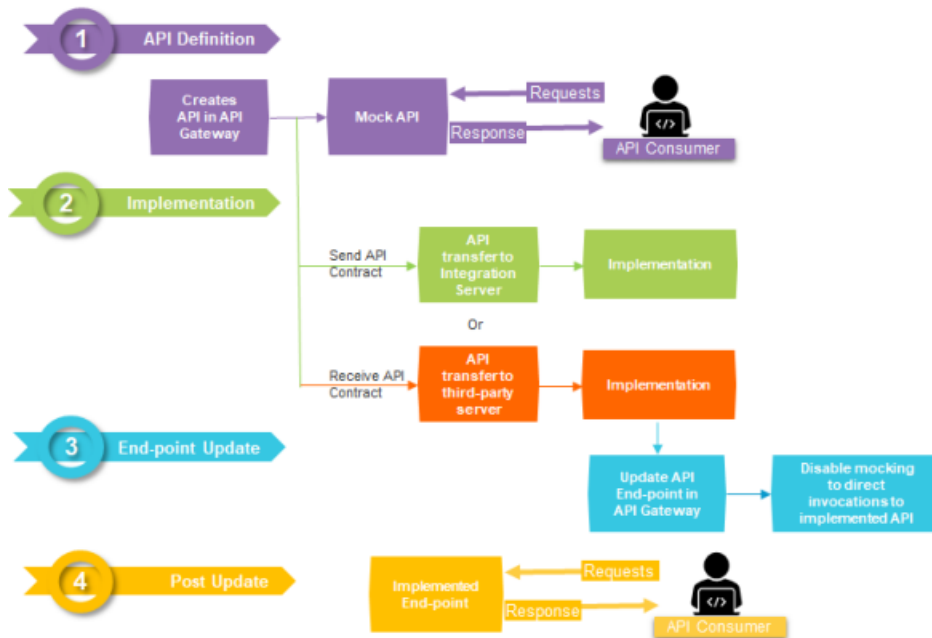 1
API Definition
Creates
API in API
Gateway
Mock API
Requests
Response
</>
API Consumer
2
Implementation
Send API
Contract
API
transfer to
Integration
Server
Implementation
Or
Receive API
Contract
API
transfer to
third-party
server
Implementation
3
End-point Update
Update API
End-point in
API Gateway
Disable mocking
to direct
invocations to
implemented API
4
Post Update
Implemented
End-point
Requests
Response
</>
API Consumer